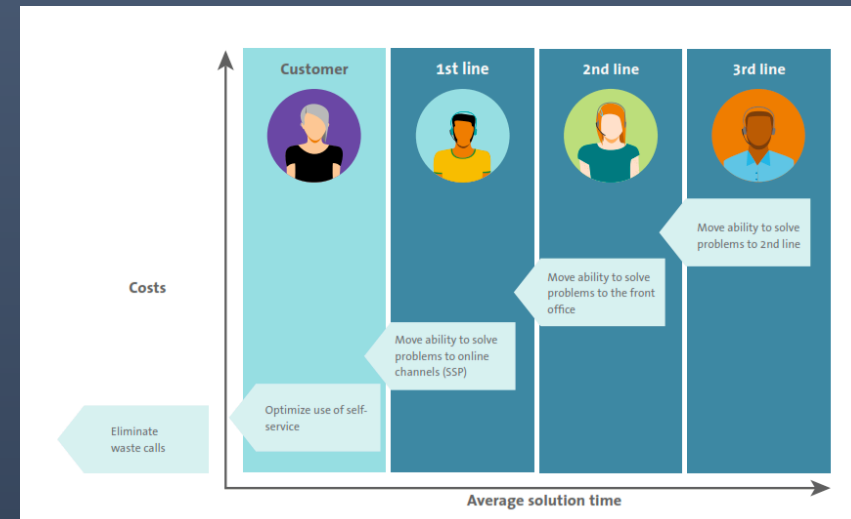 Customer
1st line
2nd line
3rd line
Move ability to solve
problems to 2nd line
Move ability to solve
problems to the front
office
Costs
Move ability to solve
problems to online
channels (SSP)
Optimize use of self-
service
Eliminate
waste calls
Average solution time